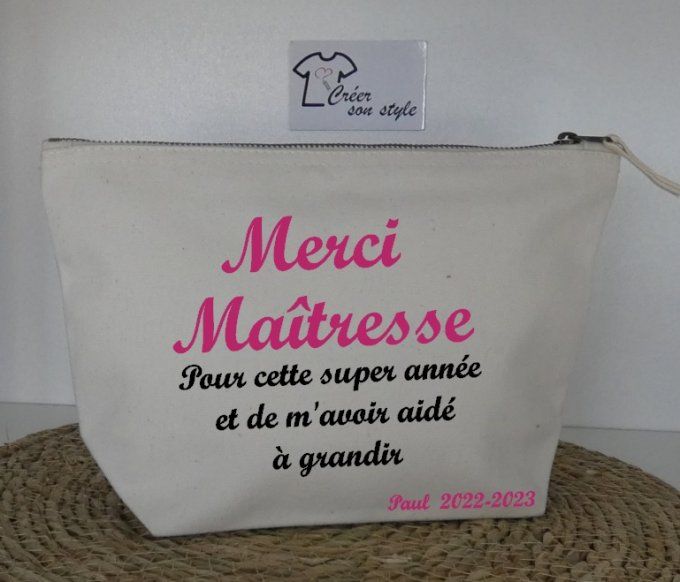 Créer
son style
Merci
Maîtresse
Pour cette super année
et de m'avoir aidé
à grandir
Paul 2022-2023